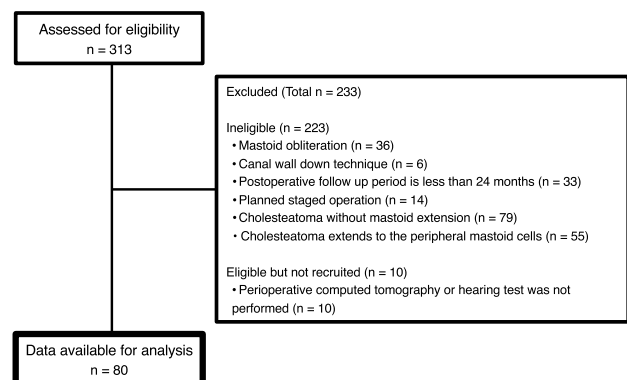 Assessed for eligibility
n = 313
Excluded (Total n = 233)
Ineligible (n = 223)
• Mastoid obliteration (n = 36)
• Canal wall down technique (n = 6)
• Postoperative follow up period is less than 24 months (n = 33)
• Planned staged operation (n = 14)
• Cholesteatoma without mastoid extension (n = 79)
• Cholesteatoma extends to the peripheral mastoid cells (n = 55)
Eligible but not recruited (n = 10)
• Perioperative computed tomography or hearing test was not
performed (n = 10)
Data available for analysis
n = 80